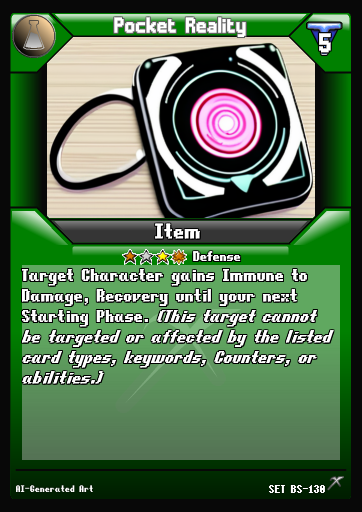 Pocket Reality
5
Item
Defense
Target Character gains Immune to
Damage, Recovery until your next
Starting Phase. (This target cannot
be targeted or affected by the listed
card types, keywords, Counters, or
abilities.)
AI-Generated Art
SET BS-130